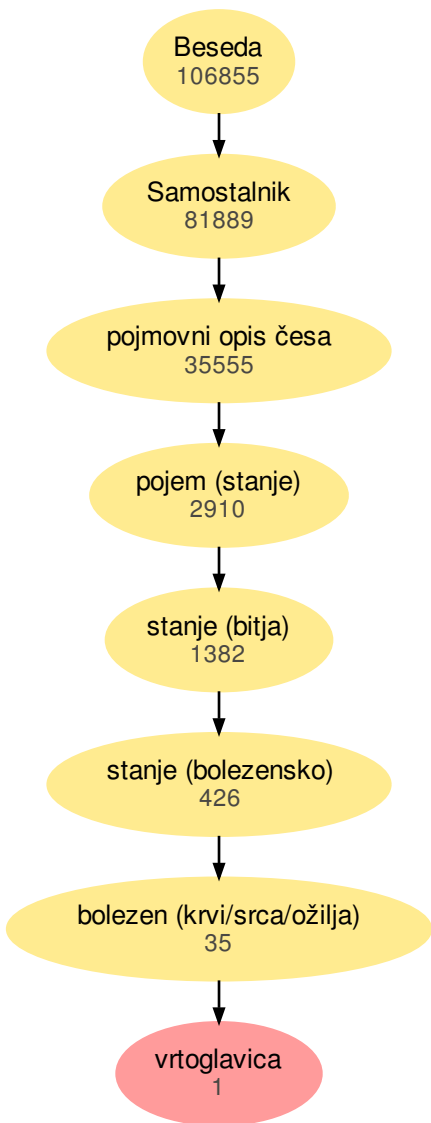 Beseda
106855
Samostalnik
81889
pojmovni opis česa
35555
pojem (stanje)
2910
stanje (bitja)
1382
stanje (bolezensko)
426
bolezen (krvi/srca/ožilja)
35
vrtoglavica
1